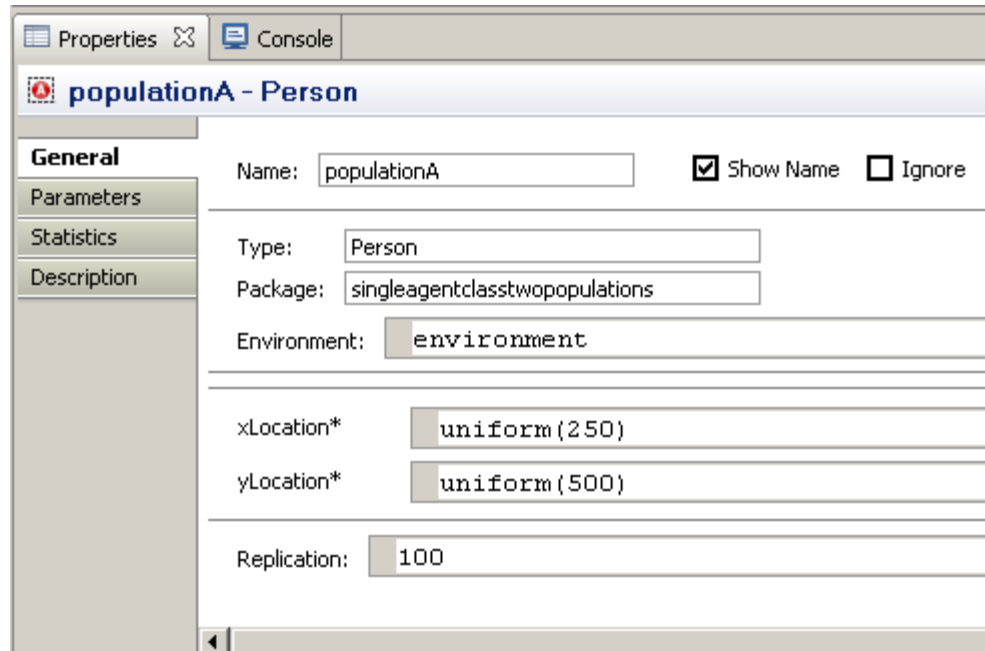 Properties Console
populationA - Person
General
Parameters
Statistics
Description
Name: populationA Show Name Ignore
Type: Person
Package: singleagentclasstwopopulations
Environment: environment
xLocation* uniform(250)
yLocation* uniform(500)
Replication: 100